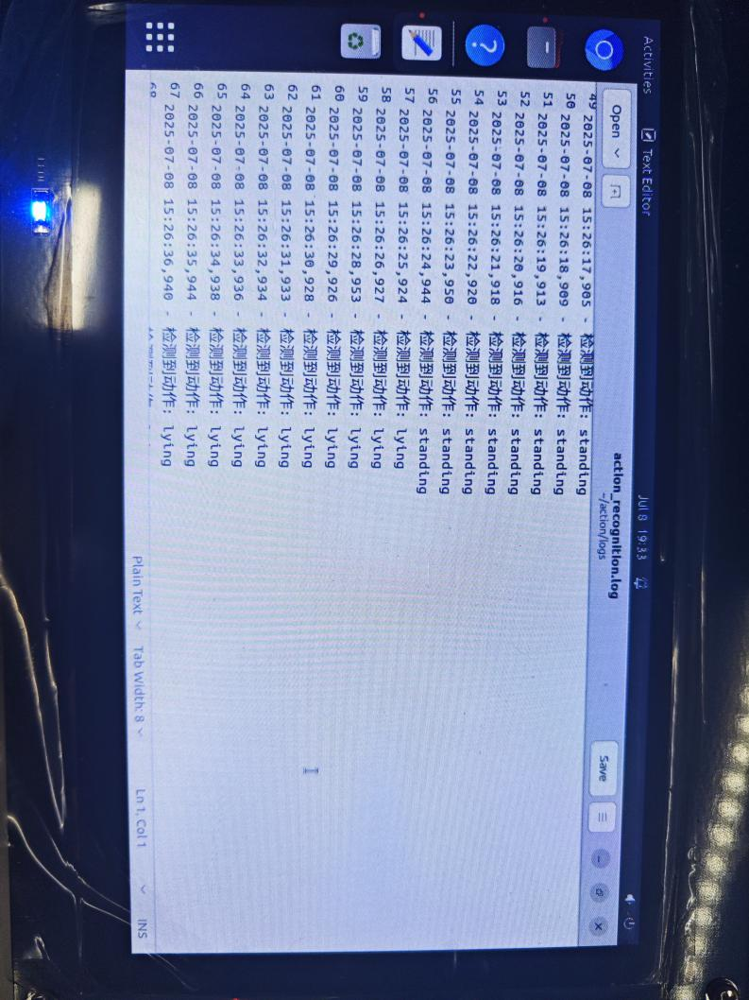 Activities
Text Editor
Jul 8 19:33
Open
action_recognition.log
~/action/logs
Save
49 2025-07-08 15:26:17,905 - 检测到动作: standing
50 2025-07-08 15:26:18,909 - 检测到动作: standing
51 2025-07-08 15:26:19,913 - 检测到动作: standing
52 2025-07-08 15:26:20,916 - 检测到动作: standing
53 2025-07-08 15:26:21,918 - 检测到动作: standing
54 2025-07-08 15:26:22,920 - 检测到动作: standing
55 2025-07-08 15:26:23,950 - 检测到动作: standing
56 2025-07-08 15:26:24,944 - 检测到动作: standing
57 2025-07-08 15:26:25,924 - 检测到动作: lying
58 2025-07-08 15:26:26,927 - 检测到动作: lying
59 2025-07-08 15:26:28,953 - 检测到动作: lying
60 2025-07-08 15:26:29,926 - 检测到动作: lying
61 2025-07-08 15:26:30,928 - 检测到动作: lying
62 2025-07-08 15:26:31,933 - 检测到动作: lying
63 2025-07-08 15:26:32,934 - 检测到动作: lying
64 2025-07-08 15:26:33,936 - 检测到动作: lying
65 2025-07-08 15:26:34,938 - 检测到动作: lying
66 2025-07-08 15:26:35,944 - 检测到动作: lying
67 2025-07-08 15:26:36,940 - 检测到动作: lying
68
Plain Text
Tab Width: 8
Ln 1, Col 1
INS